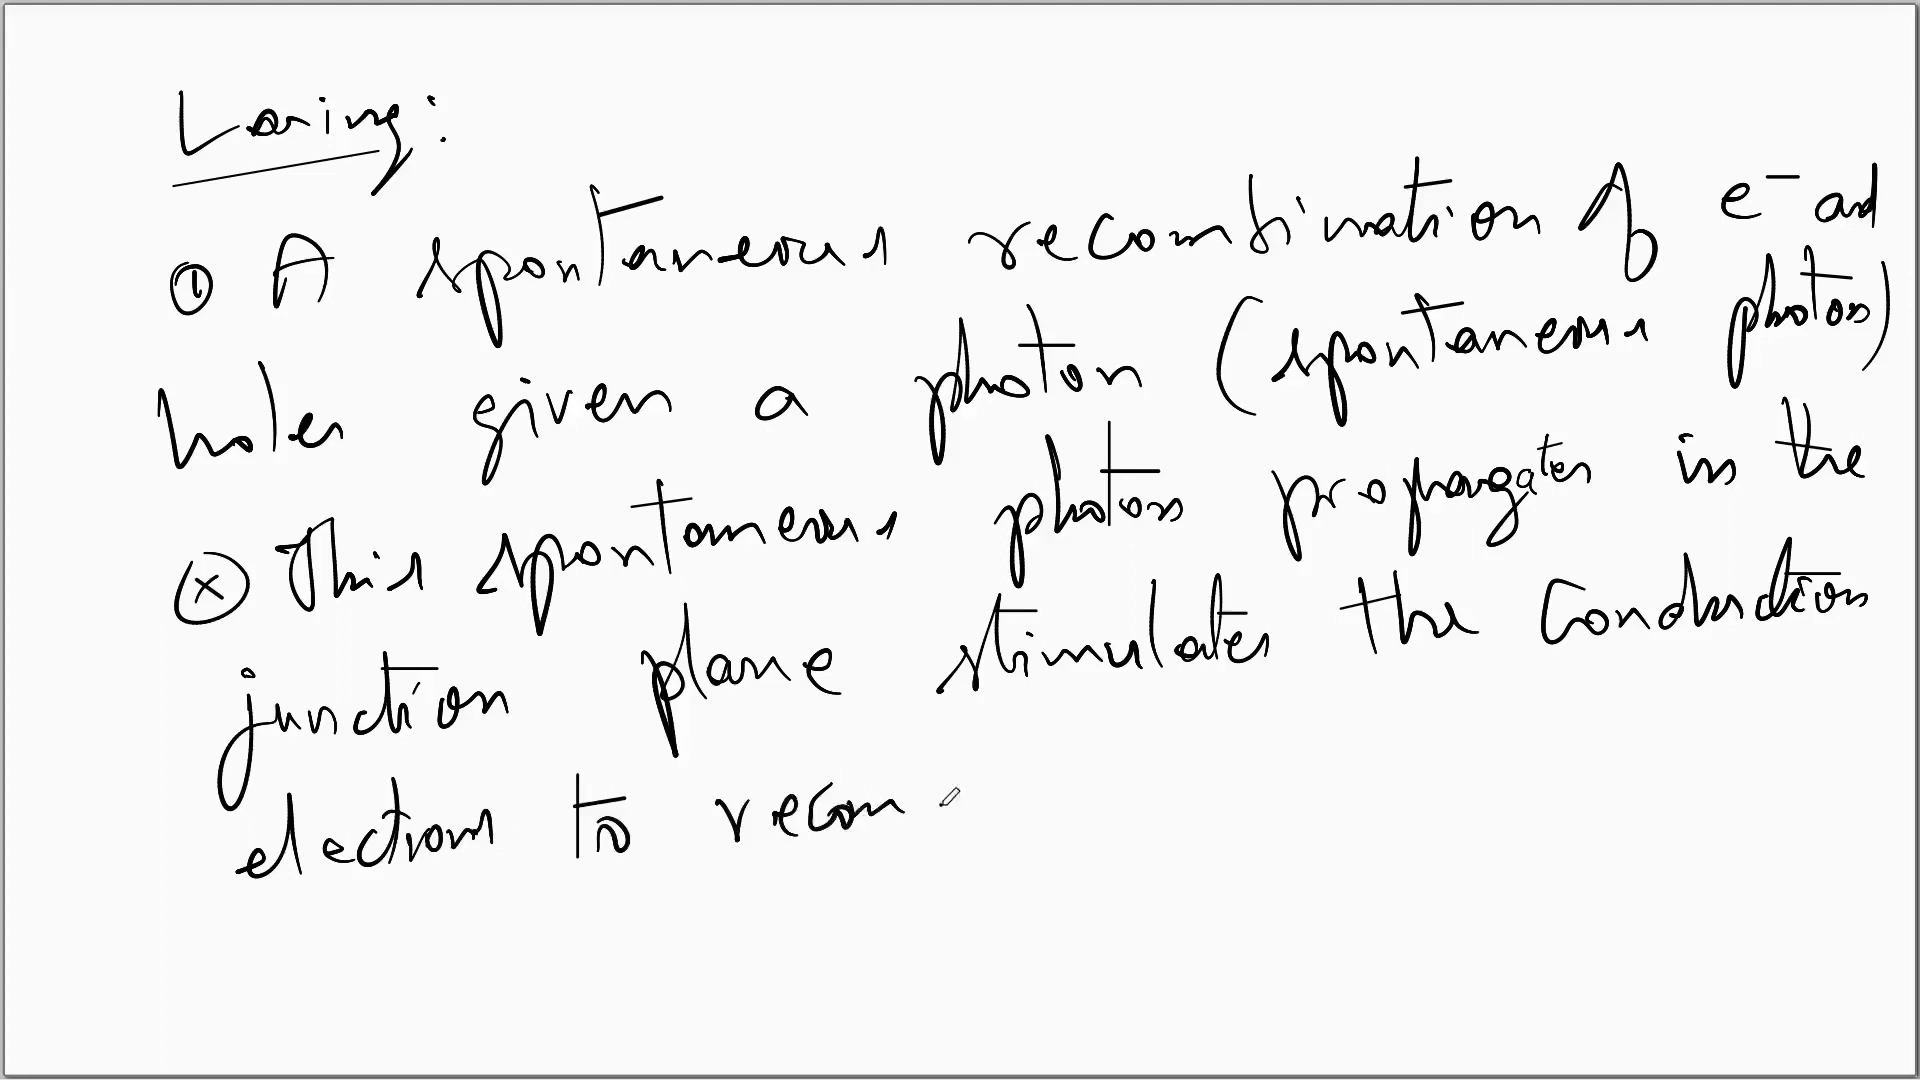 Lasing:
① A spontaneous recombination of e⁻ and
holes given a photon (spontaneous photon)
ⓧ This spontaneous photon propagates in the
junction plane stimulates the conduction
electrons to recom